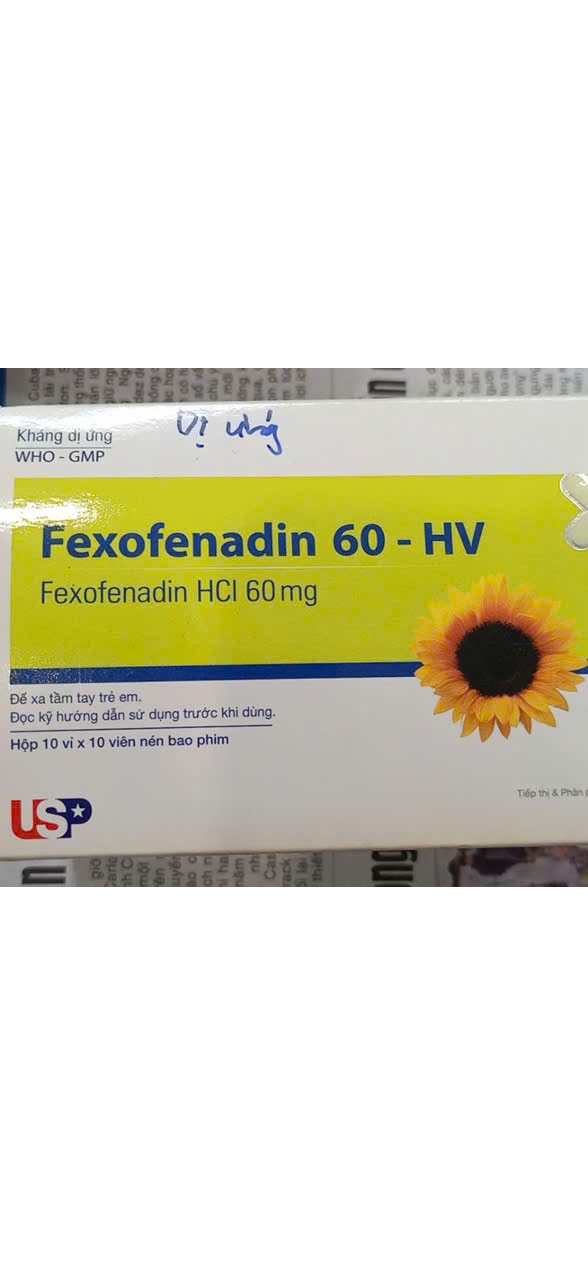 Kháng dị ứng
Dị ứng
WHO - GMP
Fexofenadin 60 - HV
Fexofenadin HCl 60 mg
Để xa tầm tay trẻ em.
Đọc kỹ hướng dẫn sử dụng trước khi dùng.
Hộp 10 vỉ x 10 viên nén bao phim
Tiếp thị & Phân
USP